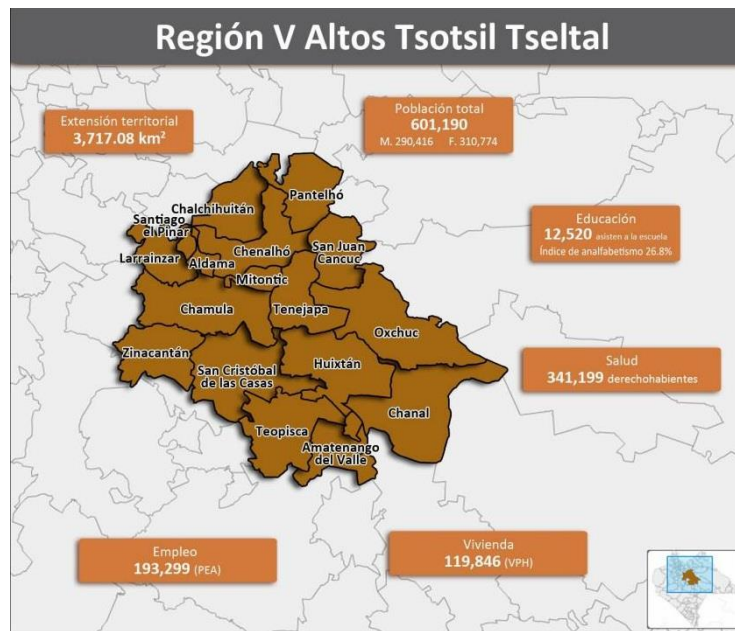 Región V Altos Tsotsil Tseltal
Extensión territorial
3,717.08 km²
Población total
601,190
M. 290,416 F. 310,774
Educación
12,520 asisten a la escuela
Índice de analfabetismo 26.8%
Pantelhó
Chalchihuitán
Santiago
el Pinar
Chenalhó
San Juan
Cancuc
Larrainzar
Aldama
Mitontic
Chamula
Tenejapa
Oxchuc
Zinacantán
San Cristóbal
de las Casas
Huixtán
Chanal
Teopisca
Amatenango
del Valle
Salud
341,199 derechohabientes
Empleo
193,299 (PEA)
Vivienda
119,846 (VPH)